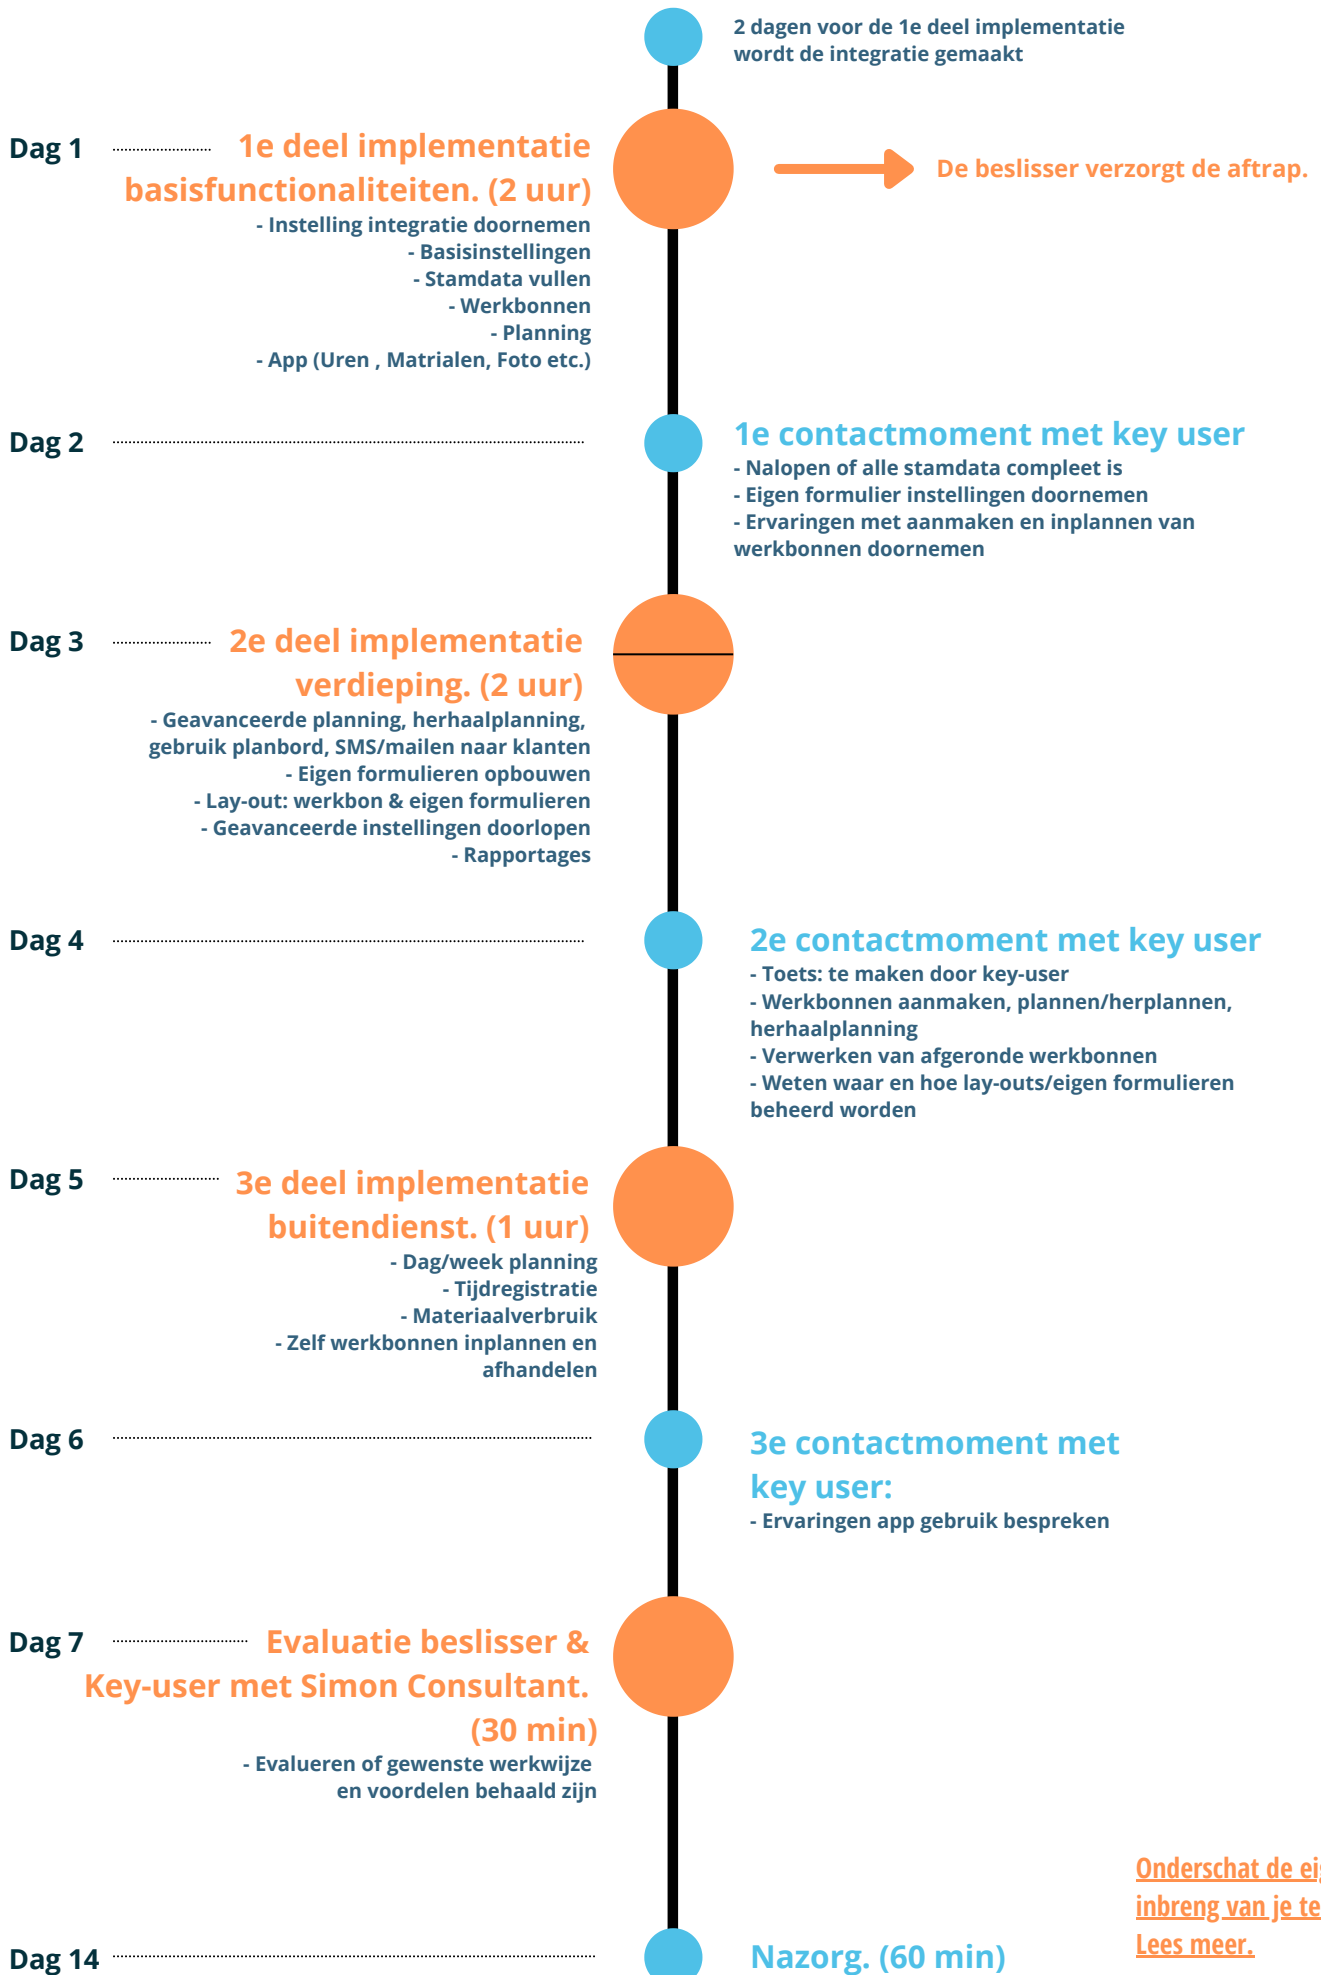 2 dagen voor de 1e deel implementatie
wordt de integratie gemaakt
Dag 1
1e deel implementatie
basisfunctionaliteiten. (2 uur)
- Instelling integratie doornemen
- Basisinstellingen
- Stamdata vullen
- Werkbonnen
- Planning
- App (Uren , Matrialen, Foto etc.)
De beslisser verzorgt de aftrap.
Dag 2
1e contactmoment met key user
- Nalopen of alle stamdata compleet is
- Eigen formulier instellingen doornemen
- Ervaringen met aanmaken en inplannen van
werkbonnen doornemen
Dag 3
2e deel implementatie
verdieping. (2 uur)
- Geavanceerde planning, herhaalplanning,
gebruik planbord, SMS/mailen naar klanten
- Eigen formulieren opbouwen
- Lay-out: werkbon & eigen formulieren
- Geavanceerde instellingen doorlopen
- Rapportages
Dag 4
2e contactmoment met key user
- Toets: te maken door key-user
- Werkbonnen aanmaken, plannen/herplannen,
herhaalplanning
- Verwerken van afgeronde werkbonnen
- Weten waar en hoe lay-outs/eigen formulieren
beheerd worden
Dag 5
3e deel implementatie
buitendienst. (1 uur)
- Dag/week planning
- Tijdregistratie
- Materiaalverbruik
- Zelf werkbonnen inplannen en
afhandelen
Dag 6
3e contactmoment met
key user:
- Ervaringen app gebruik bespreken
Dag 7
Evaluatie beslisser &
Key-user met Simon Consultant.
(30 min)
- Evalueren of gewenste werkwijze
en voordelen behaald zijn
Onderschat de
inbreng van je
Lees meer.
Dag 14
Nazorg. (60 min)